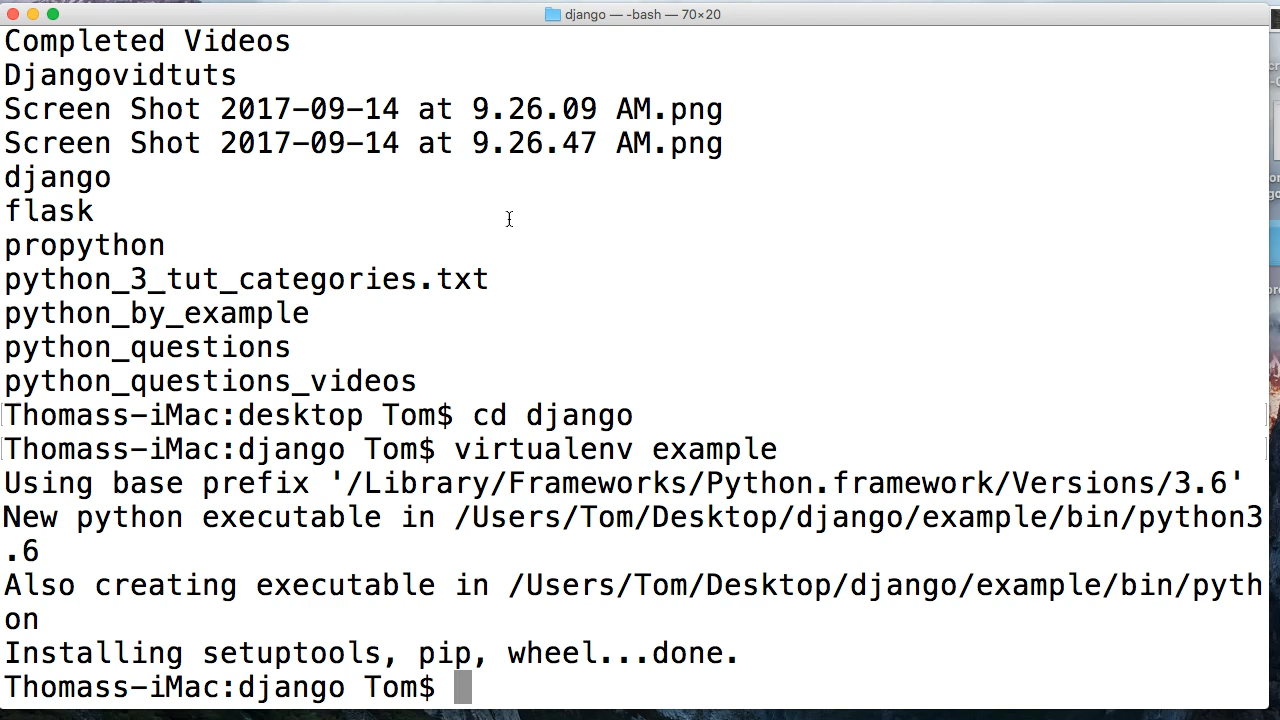 django — -bash — 70×20
Completed Videos
Djangovidtuts
Screen Shot 2017-09-14 at 9.26.09 AM.png
Screen Shot 2017-09-14 at 9.26.47 AM.png
django
flask
propython
python_3_tut_categories.txt
python_by_example
python_questions
python_questions_videos
Thomass-iMac:desktop Tom$ cd django
Thomass-iMac:django Tom$ virtualenv example
Using base prefix '/Library/Frameworks/Python.framework/Versions/3.6'
New python executable in /Users/Tom/Desktop/django/example/bin/python3
.6
Also creating executable in /Users/Tom/Desktop/django/example/bin/pyth
on
Installing setuptools, pip, wheel...done.
Thomass-iMac:django Tom$